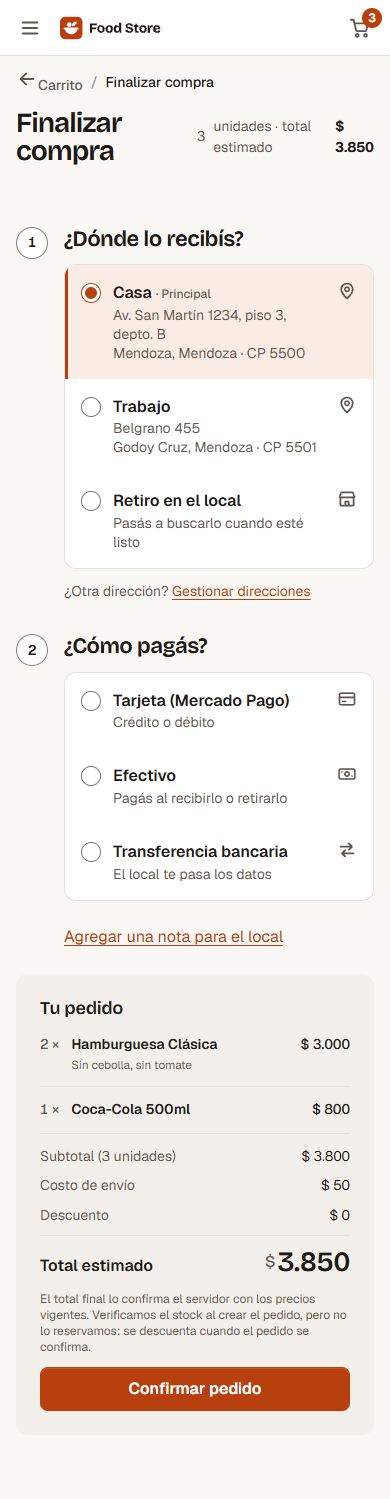 Food Store
3
Carrito / Finalizar compra
Finalizar
compra
3 unidades · total
estimado
$
3.850
1
¿Dónde lo recibís?
Casa · Principal
Av. San Martín 1234, piso 3,
depto. B
Mendoza, Mendoza · CP 5500
Trabajo
Belgrano 455
Godoy Cruz, Mendoza · CP 5501
Retiro en el local
Pasás a buscarlo cuando esté
listo
¿Otra dirección? Gestionar direcciones
2
¿Cómo pagás?
Tarjeta (Mercado Pago)
Crédito o débito
Efectivo
Pagás al recibirlo o retirarlo
Transferencia bancaria
El local te pasa los datos
Agregar una nota para el local
Tu pedido
2 × Hamburguesa Clásica $ 3.000
Sin cebolla, sin tomate
1 × Coca-Cola 500ml $ 800
Subtotal (3 unidades) $ 3.800
Costo de envío $ 50
Descuento $ 0
Total estimado $ 3.850
El total final lo confirma el servidor con los precios
vigentes. Verificamos el stock al crear el pedido, pero no
lo reservamos: se descuenta cuando el pedido se
confirma.
Confirmar pedido